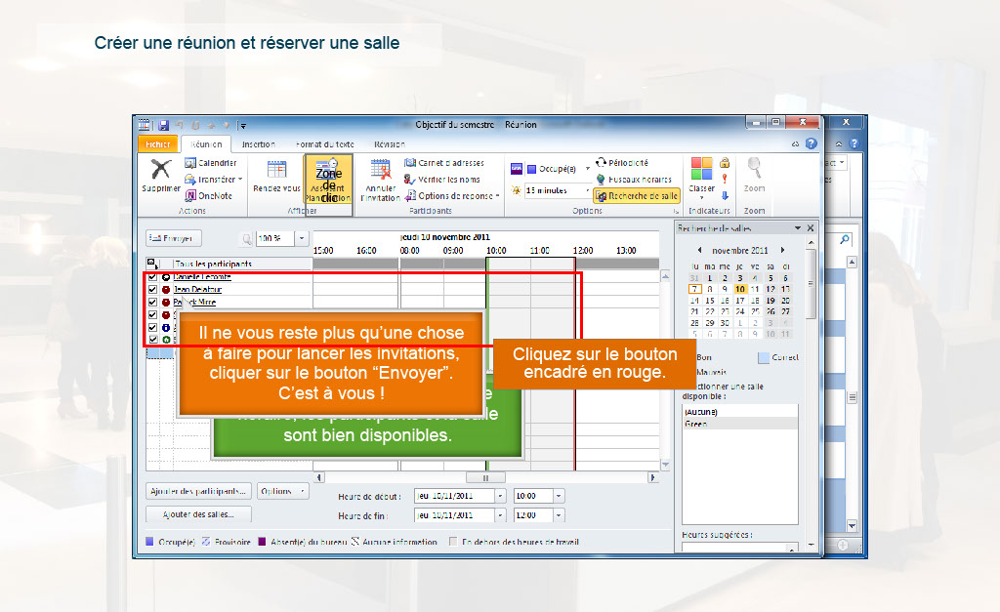 Créer une réunion et réserver une salle
Objectif du semestre - Réunion
Fichier Réunion Insertion Format du texte Révision
Supprimer
Calendrier
Transférer
OneNote
Actions
Rendez-vous
Zone
de
clic
Afficher
Annuler
l'invitation
Carnet d'adresses
Vérifier les noms
Options de réponse
Participants
Occupé(e)
15 minutes
Périodicité
Fuseaux horaires
Recherche de salle
Options
Classer
Indicateurs
Zoom
Zoom
Envoyer
100 %
jeudi 10 novembre 2011
15:00 16:00 08:00 09:00 10:00 11:00 12:00 13:00
Tous les participants
Danielle Lecomte
Jean Delatour
Patrick Mirre
Il ne vous reste plus qu'une chose
à faire pour lancer les invitations,
cliquer sur le bouton “Envoyer”.
C'est à vous !
sont bien disponibles.
Cliquez sur le bouton
encadré en rouge.
Recherche de salles
novembre 2011
lu ma me je ve sa di
31 1 2 3 4 5 6
7 8 9 10 11 12 13
14 15 16 17 18 19 20
21 22 23 24 25 26 27
28 29 30 1 2 3 4
5 6 7 8 9 10 11
Bon Correct
Mauvais
disponible :
(Aucune)
Green
Heures suggérées :
Ajouter des participants... Options
Ajouter des salles...
Heure de début : jeu. 10/11/2011 10:00
Heure de fin : jeu. 10/11/2011 12:00
Occupé(e) Provisoire Absent(e) du bureau Aucune information En dehors des heures de travail